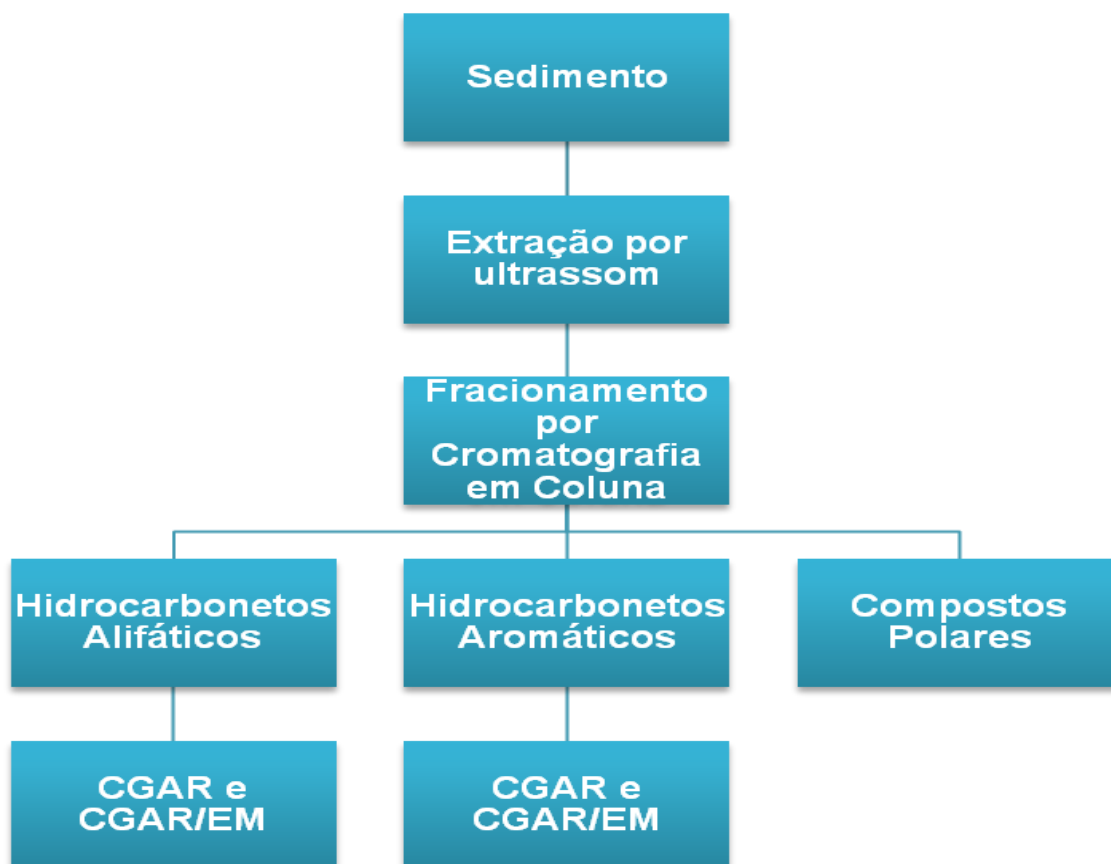 Sedimento
Extração por
ultrassom
Fracionamento
por
Cromatografia
em Coluna
Hidrocarbonetos
Alifáticos
Hidrocarbonetos
Aromáticos
Compostos
Polares
CGAR e
CGAR/EM
CGAR e
CGAR/EM